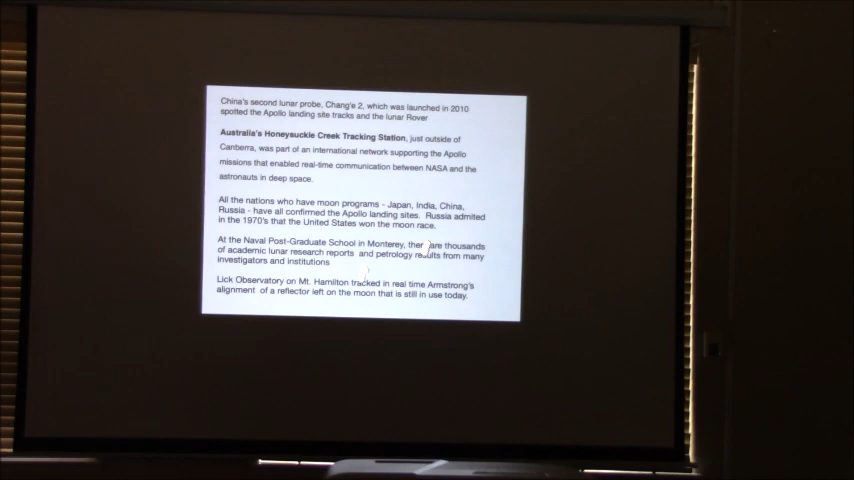 China's second lunar probe, Chang'e 2, which was launched in 2010
spotted the Apollo landing site tracks and the lunar Rover
Australia's Honeysuckle Creek Tracking Station, just outside of
Canberra, was part of an international network supporting the Apollo
missions that enabled real-time communication between NASA and the
astronauts in deep space.
All the nations who have moon programs - Japan, India, China,
Russia - have all confirmed the Apollo landing sites. Russia admited
in the 1970's that the United States won the moon race.
At the Naval Post-Graduate School in Monterey, ther are thousands
of academic lunar research reports and petrology results from many
investigators and institutions
Lick Observatory on Mt. Hamilton tracked in real time Armstrong's
alignment of a reflector left on the moon that is still in use today.